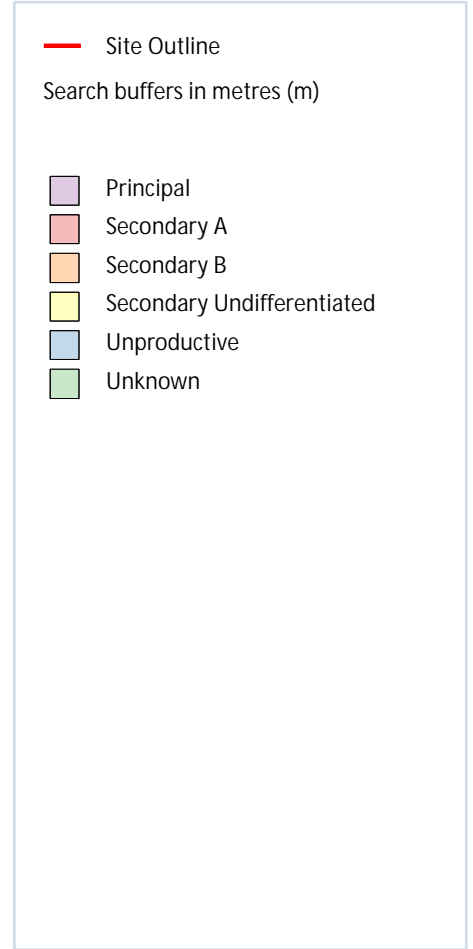 Site Outline
Search buffers in metres (m)
Principal
Secondary A
Secondary B
Secondary Undifferentiated
Unproductive
Unknown